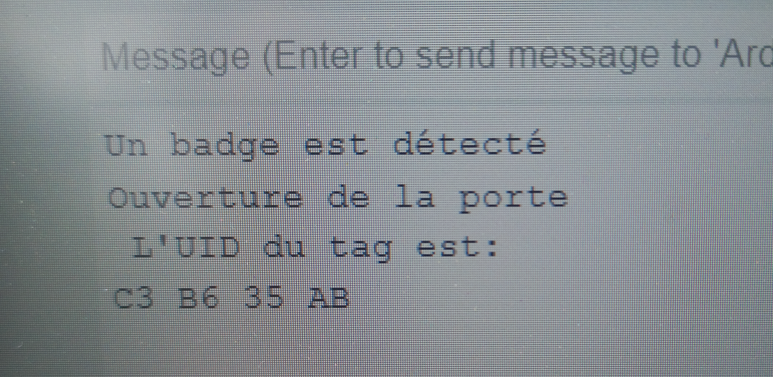 Message (Enter to send message to 'Ard
Un badge est détecté
Ouverture de la porte
L'UID du tag est:
C3 B6 35 AB